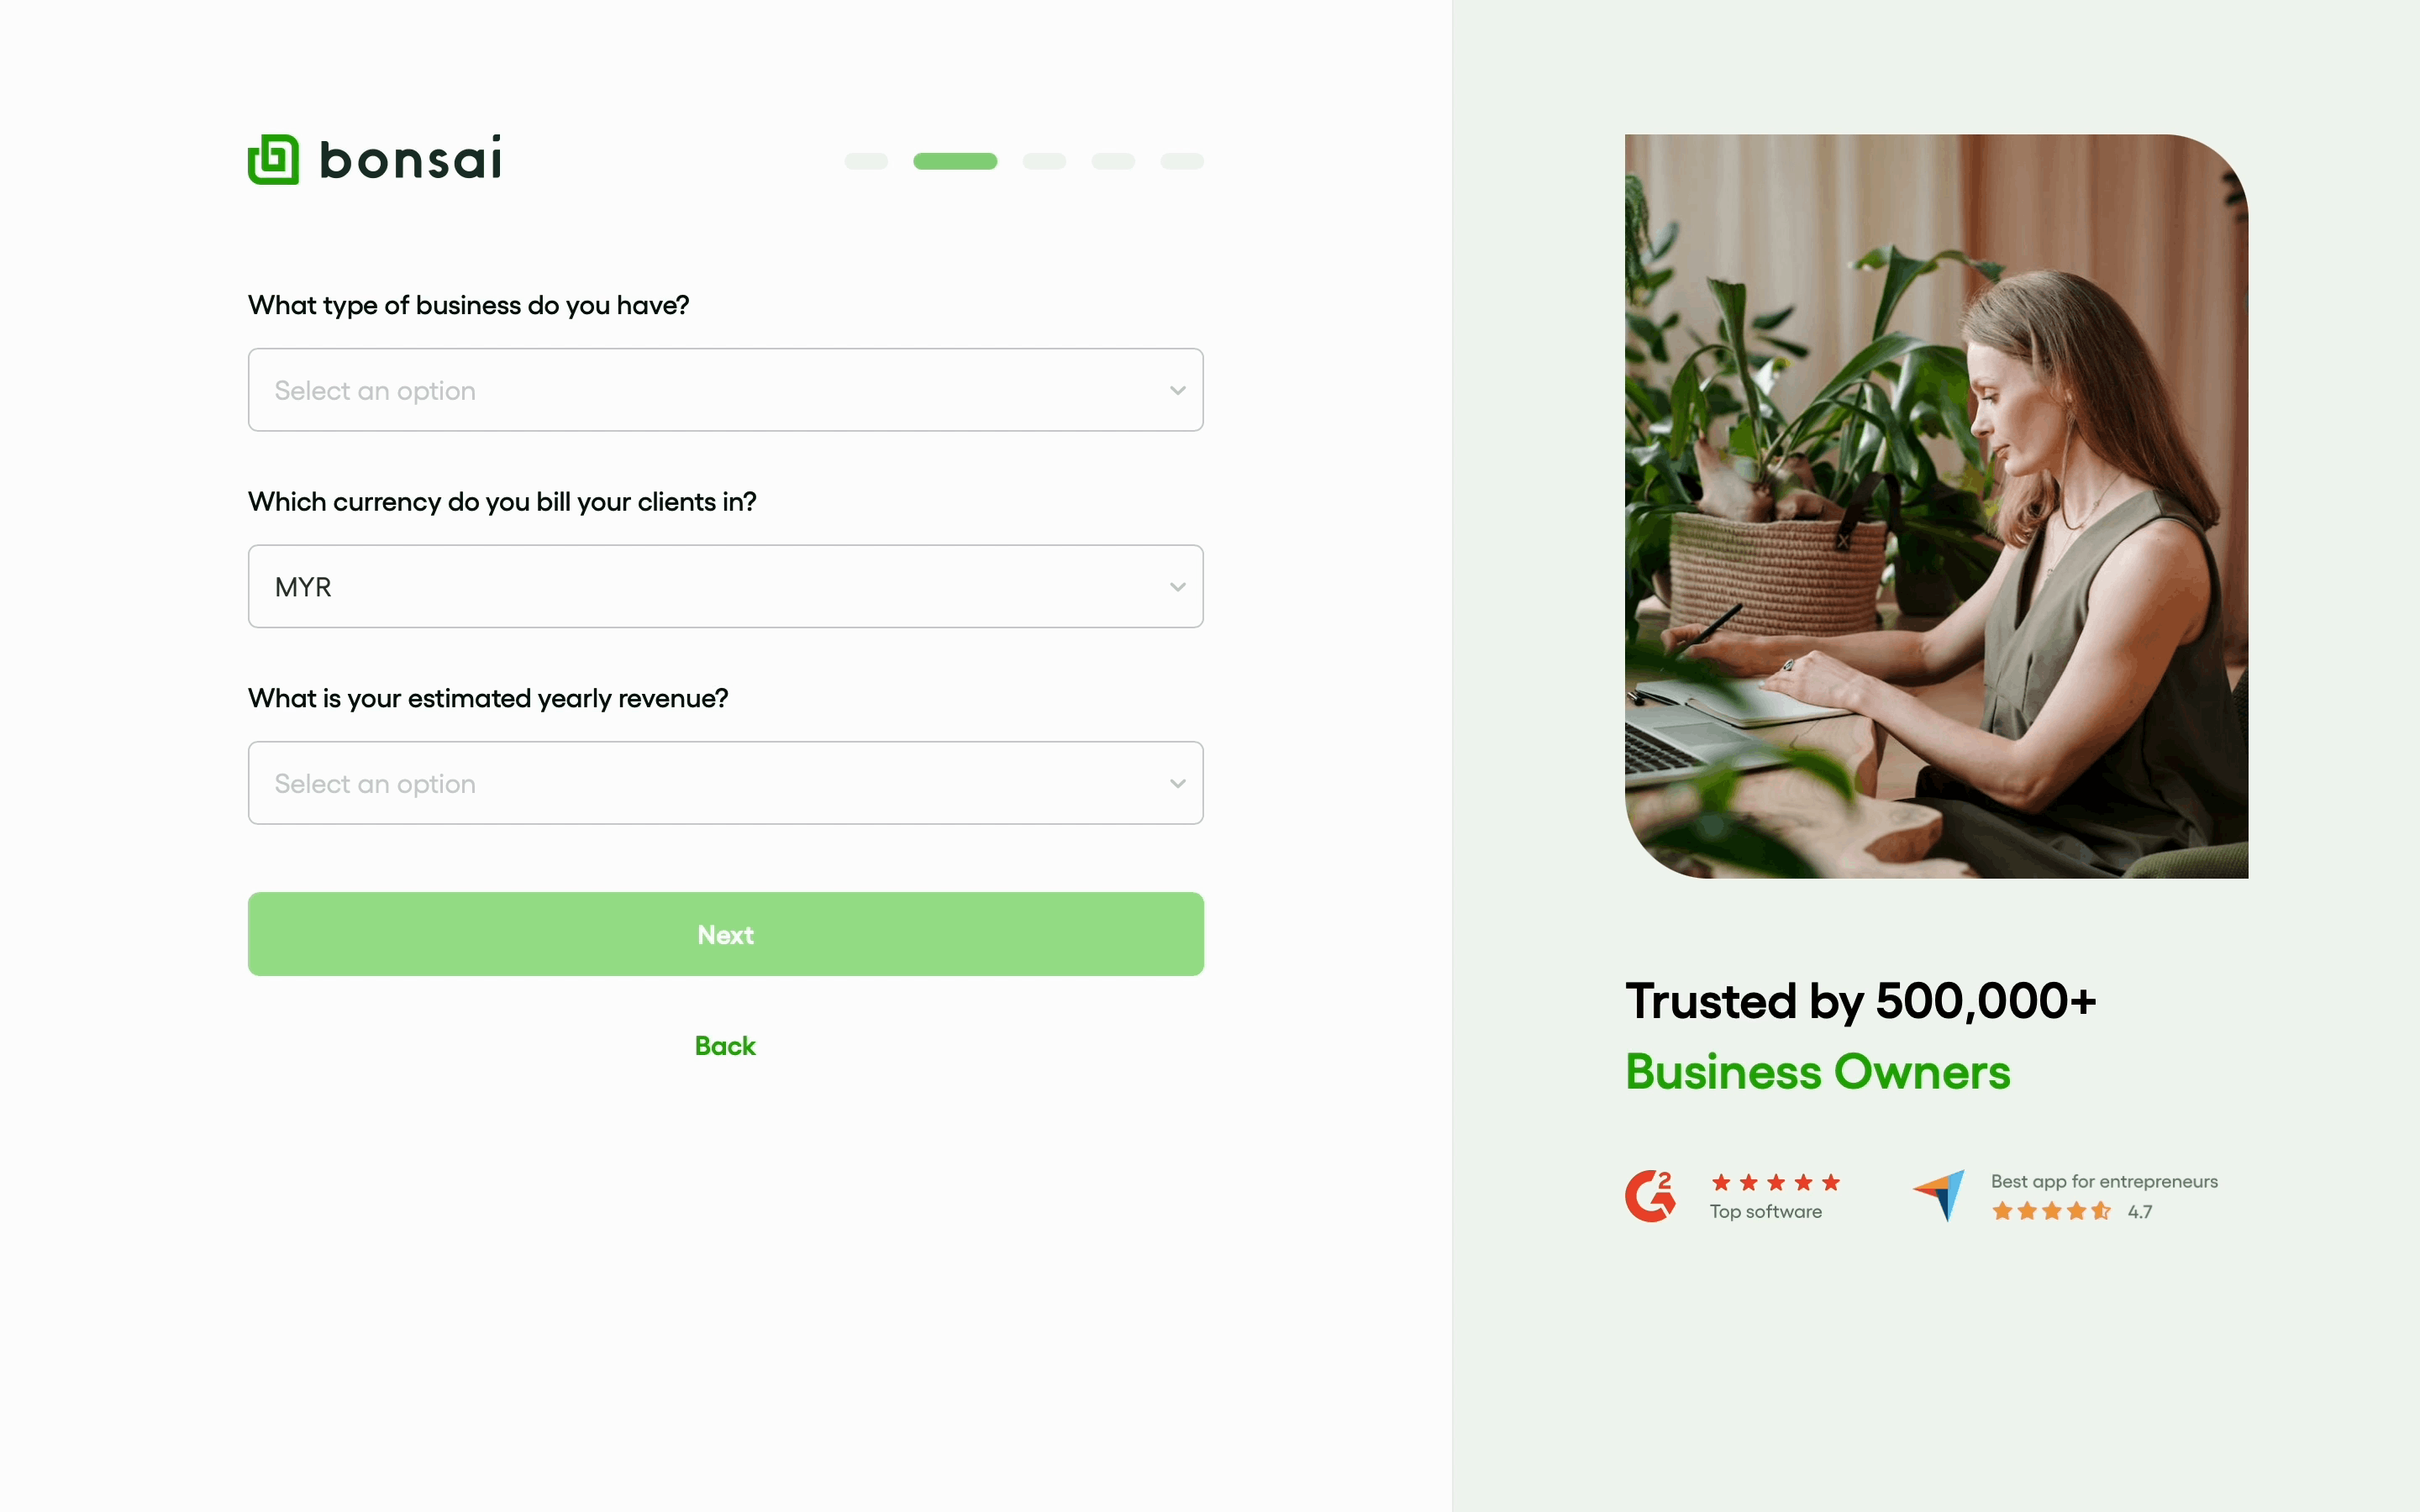 bonsai
What type of business do you have?
Select an option
Which currency do you bill your clients in?
MYR
What is your estimated yearly revenue?
Select an option
Next
Back
Trusted by 500,000+
Business Owners
G2
Top software
Best app for entrepreneurs
4.7